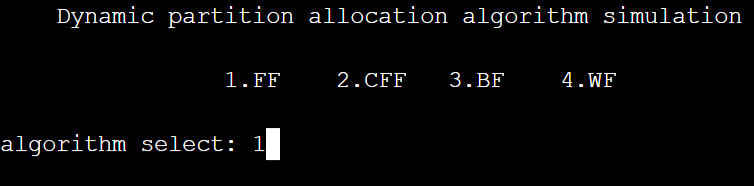 Dynamic partition allocation algorithm simulation
1.FF 2.CFF 3.BF 4.WF
algorithm select: 1